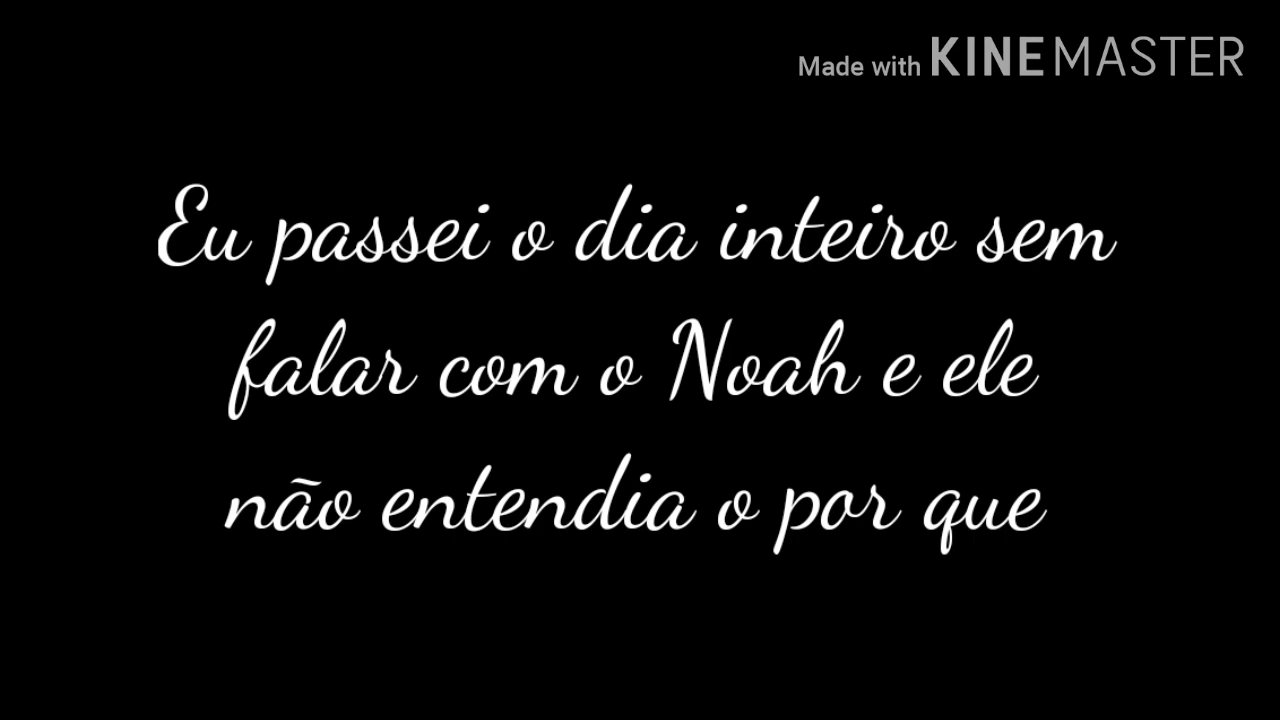 Made with KINEMASTER
Eu passei o dia inteiro sem
falar com o Noah e ele
não entendia o por que